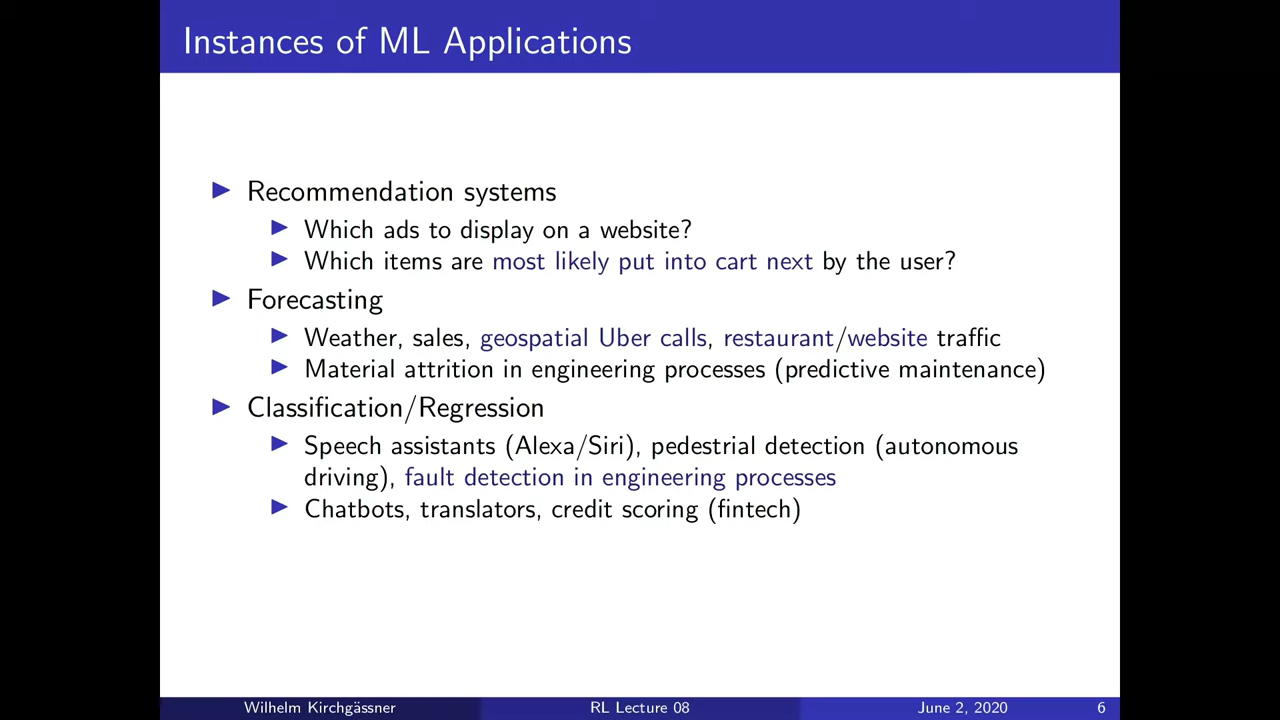 Instances of ML Applications
Recommendation systems
Which ads to display on a website?
Which items are most likely put into cart next by the user?
Forecasting
Weather, sales, geospatial Uber calls, restaurant/website traffic
Material attrition in engineering processes (predictive maintenance)
Classification/Regression
Speech assistants (Alexa/Siri), pedestrial detection (autonomous
driving), fault detection in engineering processes
Chatbots, translators, credit scoring (fintech)
Wilhelm Kirchgässner RL Lecture 08 June 2, 2020 6